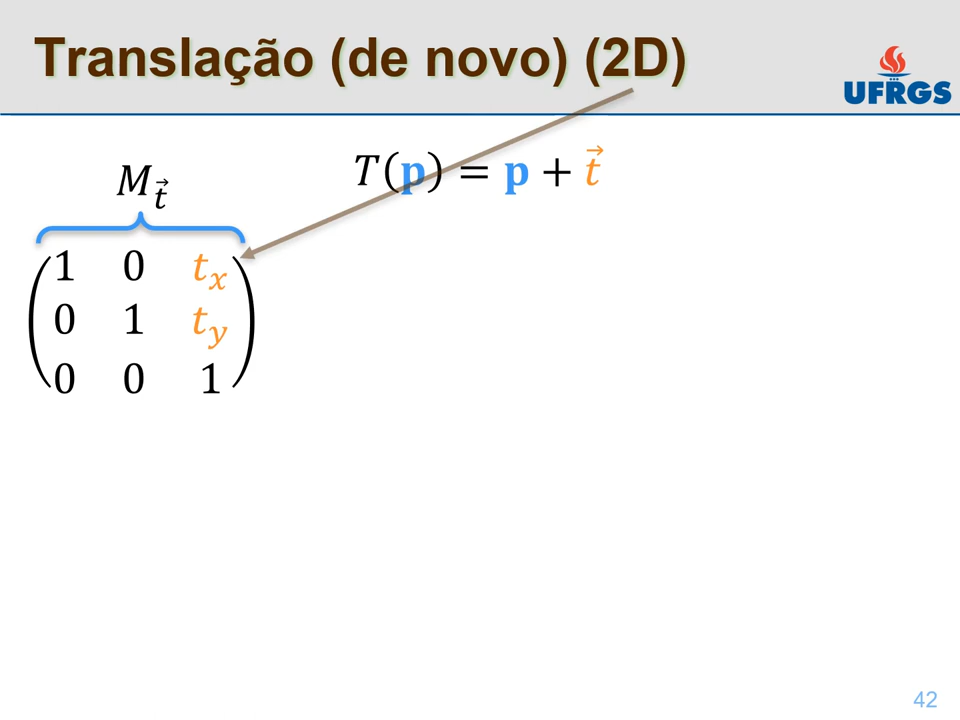 Translação (de novo) (2D)
UFRGS
T(p) = p + t⃗
M_t⃗
1 0 t_x
0 1 t_y
0 0 1
42